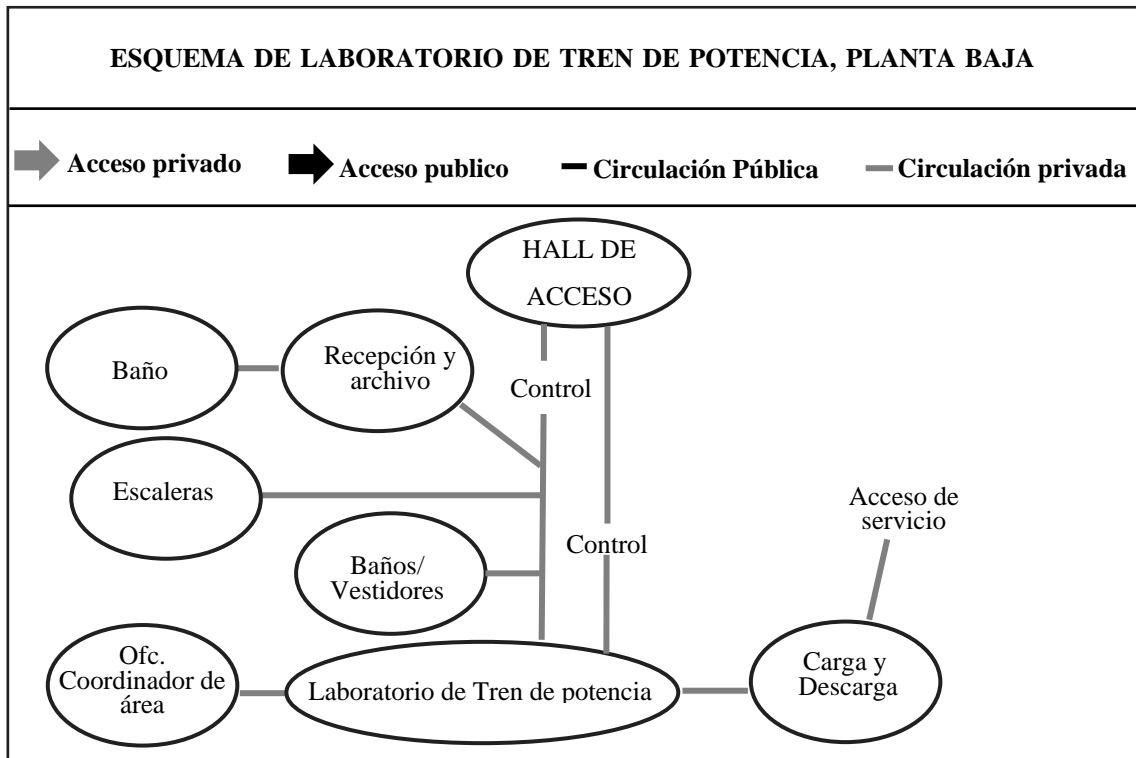 ESQUEMA DE LABORATORIO DE TREN DE POTENCIA, PLANTA BAJA
Acceso privado
Acceso publico
Circulación Pública
Circulación privada
HALL DE
ACCESO
Baño
Recepción y
archivo
Control
Escaleras
Acceso de
servicio
Control
Baños/
Vestidores
Ofc.
Coordinador de
área
Laboratorio de Tren de potencia
Carga y
Descarga